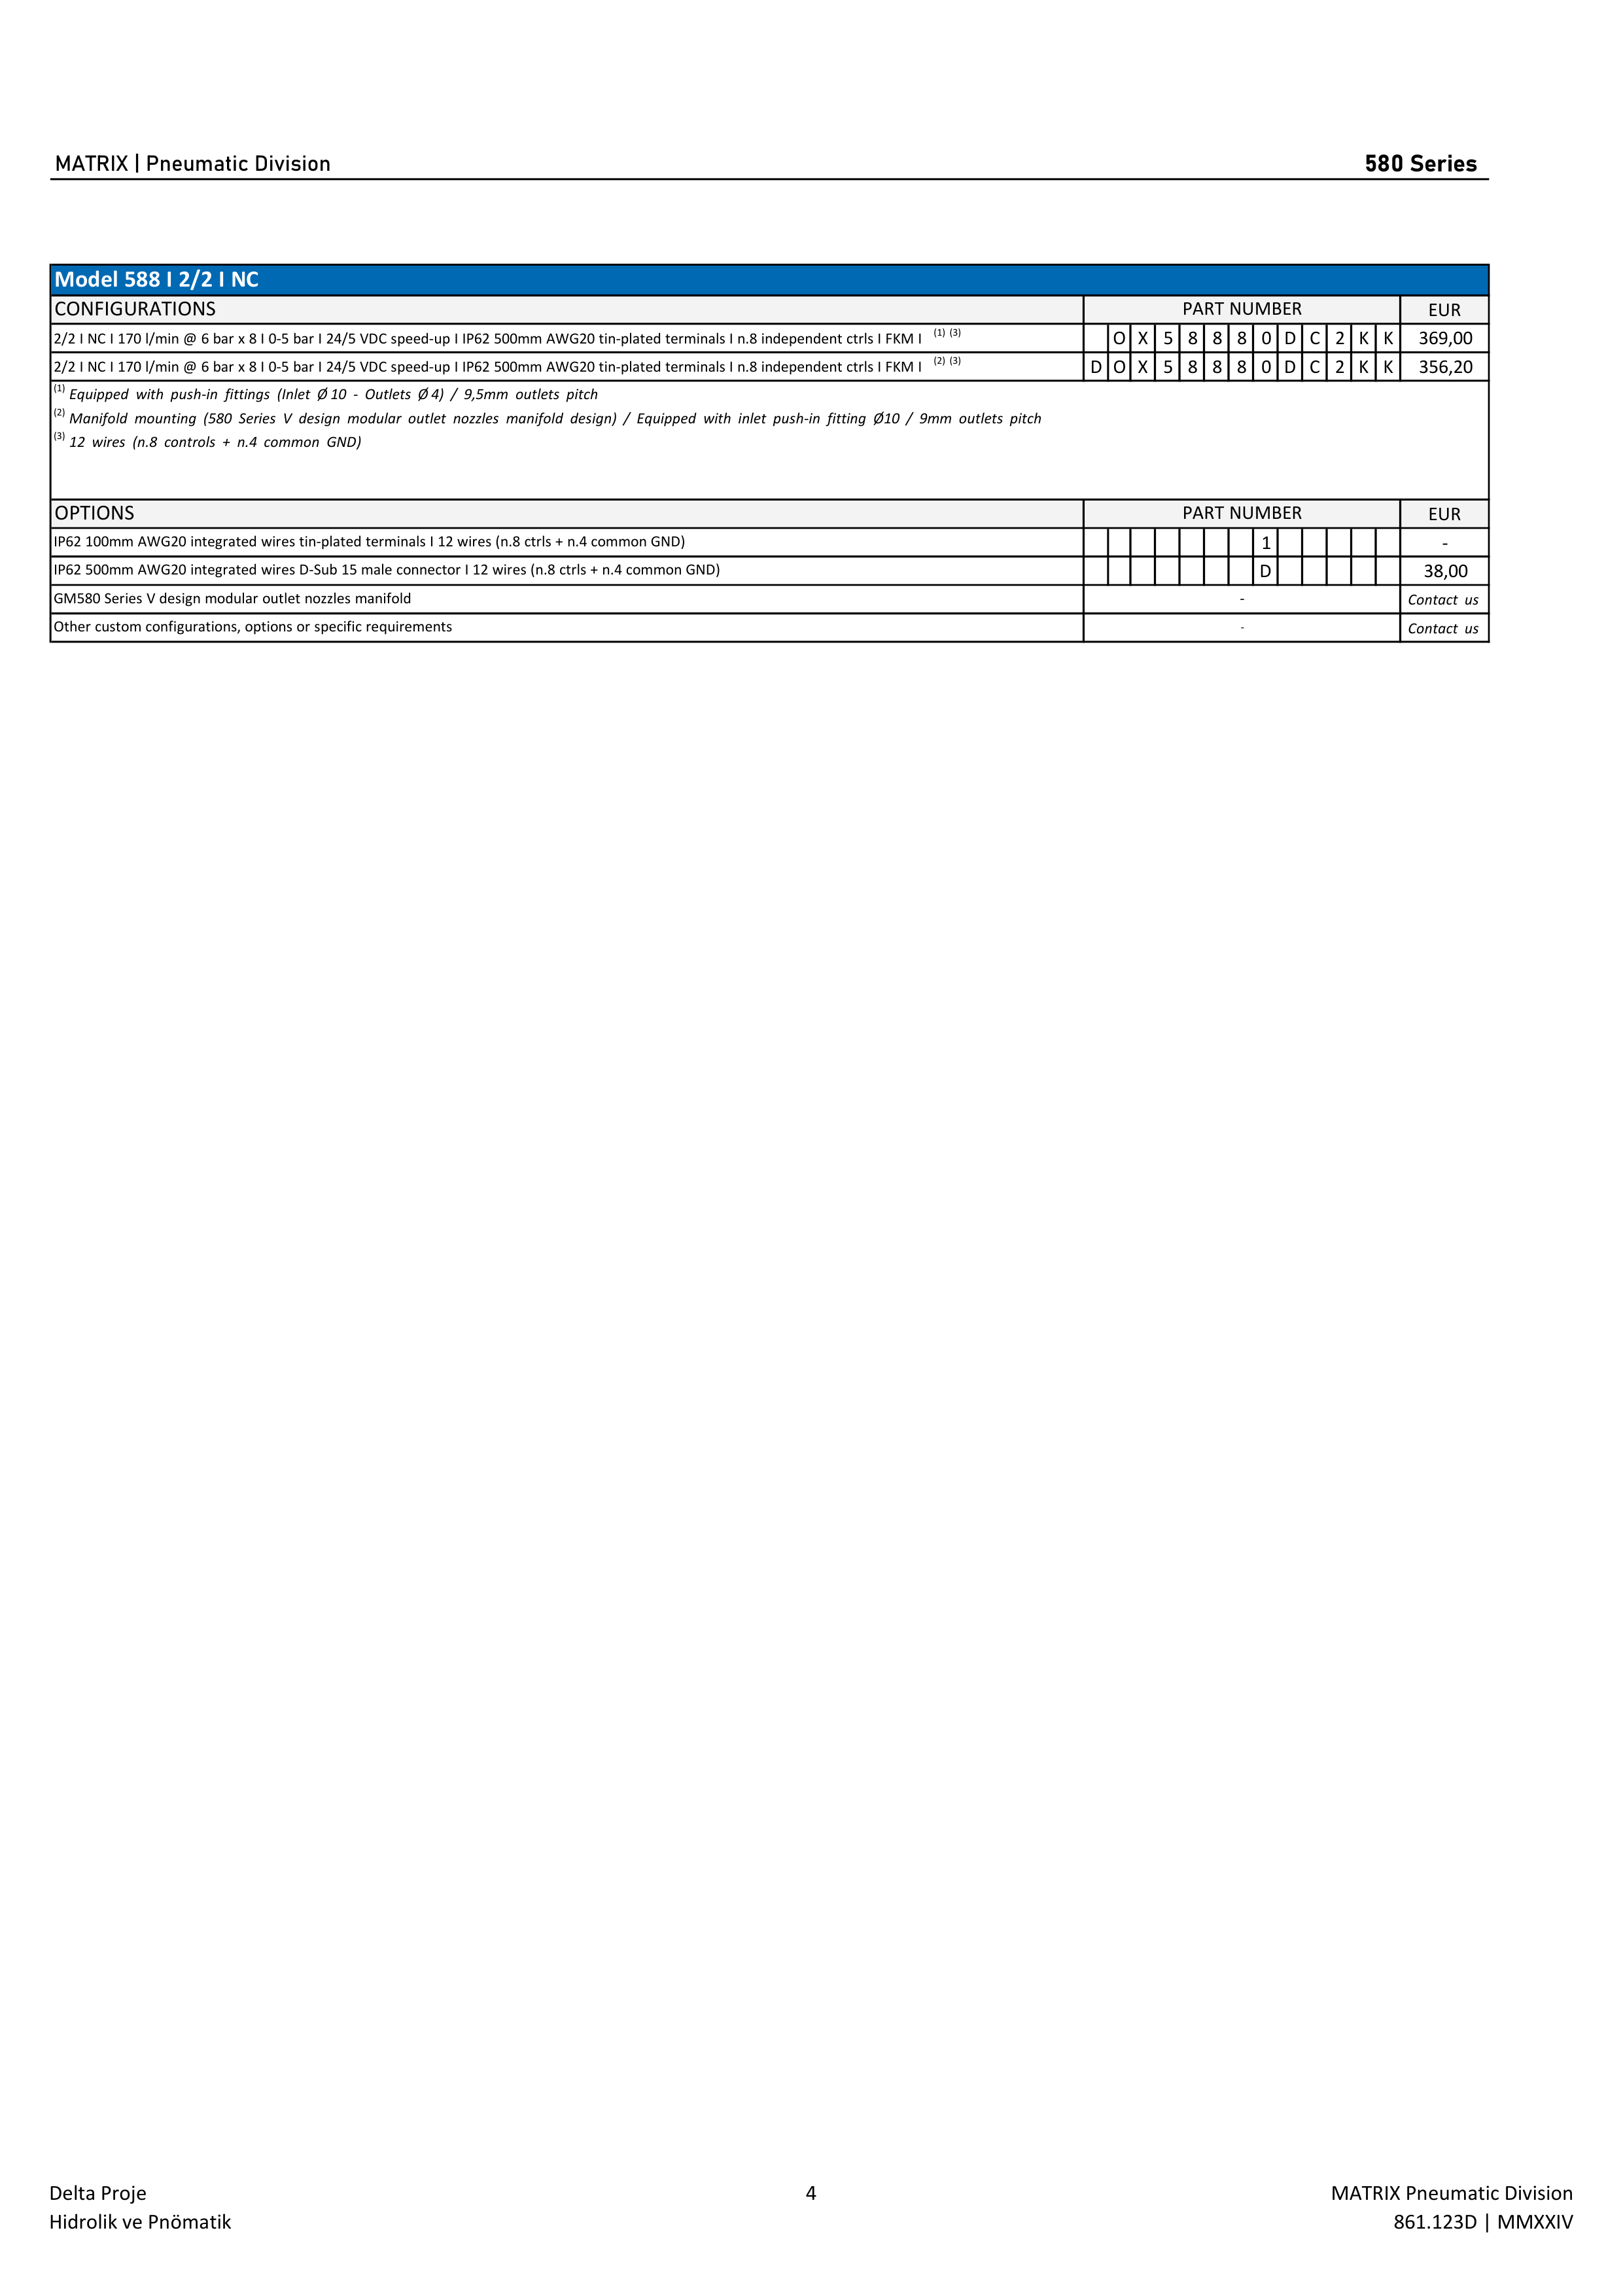 MATRIX | Pneumatic Division 580 Series
Model 588 I 2/2 I NC
CONFIGURATIONS PART NUMBER EUR
2/2 I NC I 170 l/min @ 6 bar x 8 I 0-5 bar I 24/5 VDC speed-up I IP62 500mm AWG20 tin-plated terminals I n.8 independent ctrls I FKM I (1) (3) O X 5 8 8 8 0 D C 2 K K 369,00
2/2 I NC I 170 l/min @ 6 bar x 8 I 0-5 bar I 24/5 VDC speed-up I IP62 500mm AWG20 tin-plated terminals I n.8 independent ctrls I FKM I (2) (3) D O X 5 8 8 8 0 D C 2 K K 356,20
(1) Equipped with push-in fittings (Inlet Ø 10 - Outlets Ø 4) / 9,5mm outlets pitch
(2) Manifold mounting (580 Series V design modular outlet nozzles manifold design) / Equipped with inlet push-in fitting Ø10 / 9mm outlets pitch
(3) 12 wires (n.8 controls + n.4 common GND)
OPTIONS PART NUMBER EUR
IP62 100mm AWG20 integrated wires tin-plated terminals I 12 wires (n.8 ctrls + n.4 common GND) 1 -
IP62 500mm AWG20 integrated wires D-Sub 15 male connector I 12 wires (n.8 ctrls + n.4 common GND) D 38,00
GM580 Series V design modular outlet nozzles manifold - Contact us
Other custom configurations, options or specific requirements - Contact us
Delta Proje 4 MATRIX Pneumatic Division
Hidrolik ve Pnömatik 861.123D | MMXXIV